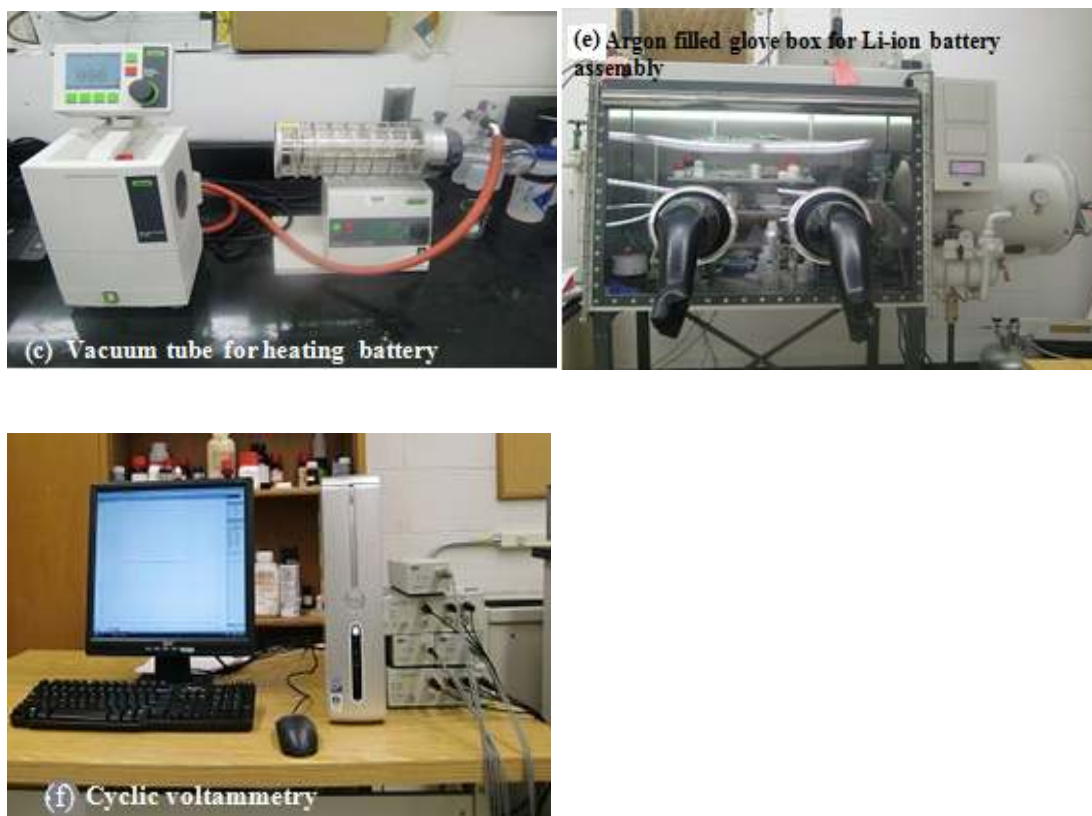 (c) Vacuum tube for heating battery
(e) Argon filled glove box for Li-ion battery
assembly
(f) Cyclic voltammetry